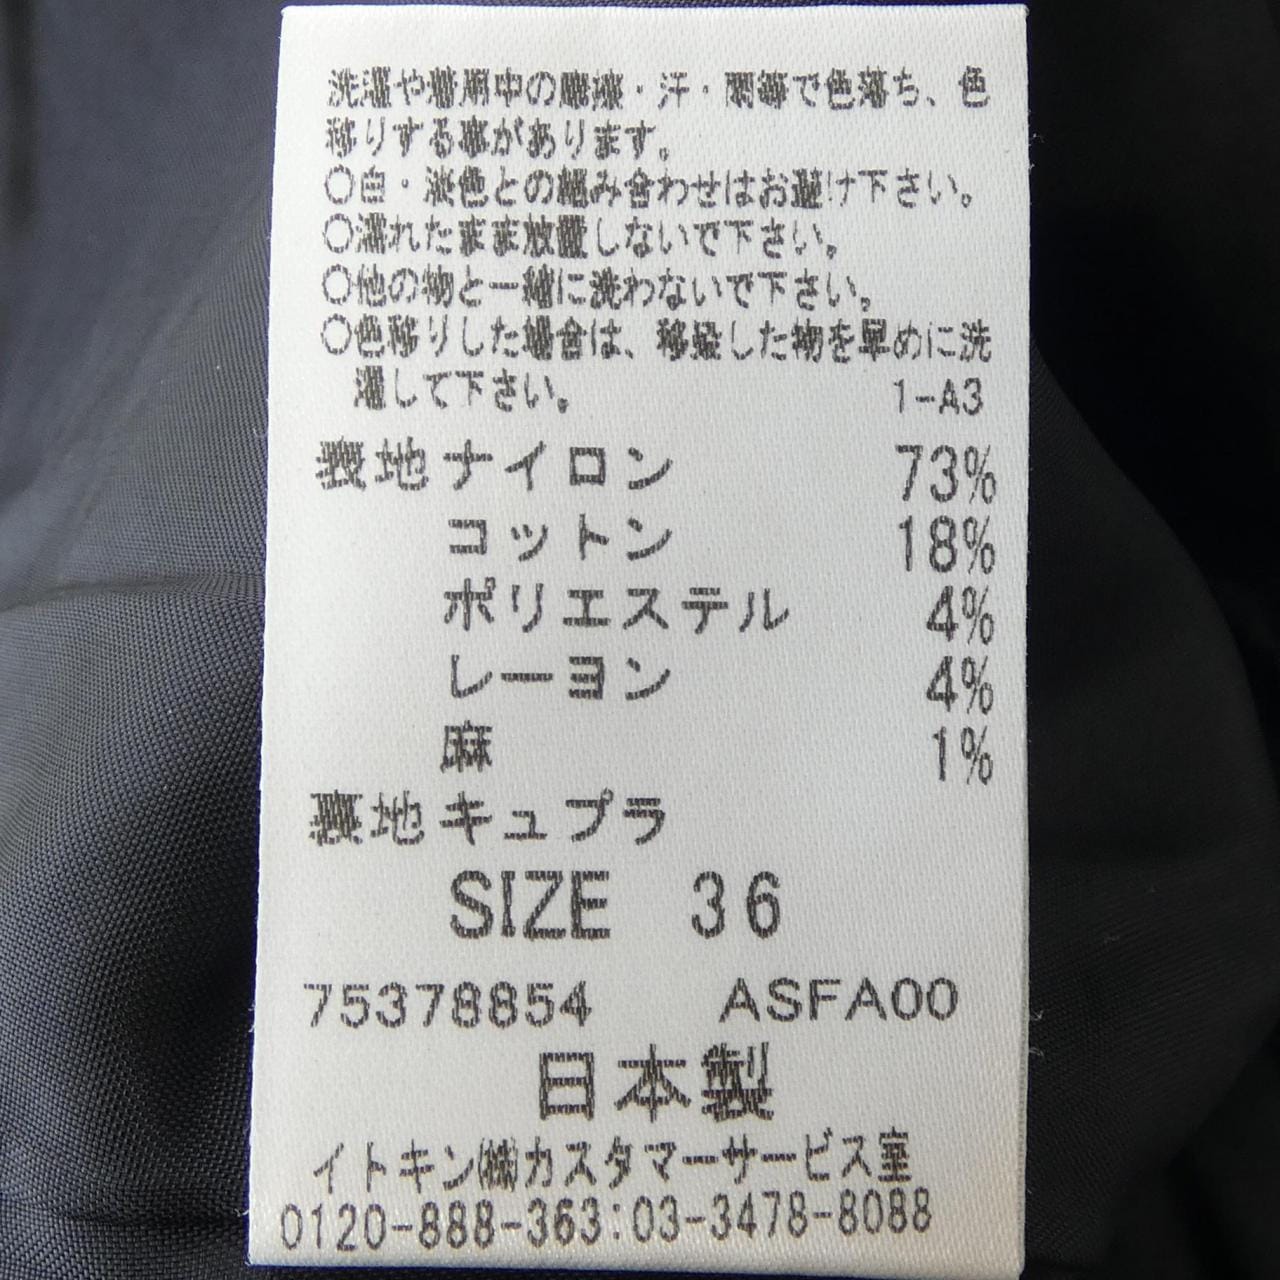 洗濯や着用中の摩擦・汗・雨等で色落ち、色
移りする事があります。
○白・淡色との組み合わせはお避け下さい。
○濡れたまま放置しないで下さい。
○他の物と一緒に洗わないで下さい。
○色移りした場合は、移染した物を早めに洗
濯して下さい。 1-A3
表地ナイロン 73%
コットン 18%
ポリエステル 4%
レーヨン 4%
麻 1%
裏地キュプラ
SIZE 36
75378854 ASFA00
日本製
イトキン㈱カスタマーサービス室
0120-888-363:03-3478-8088